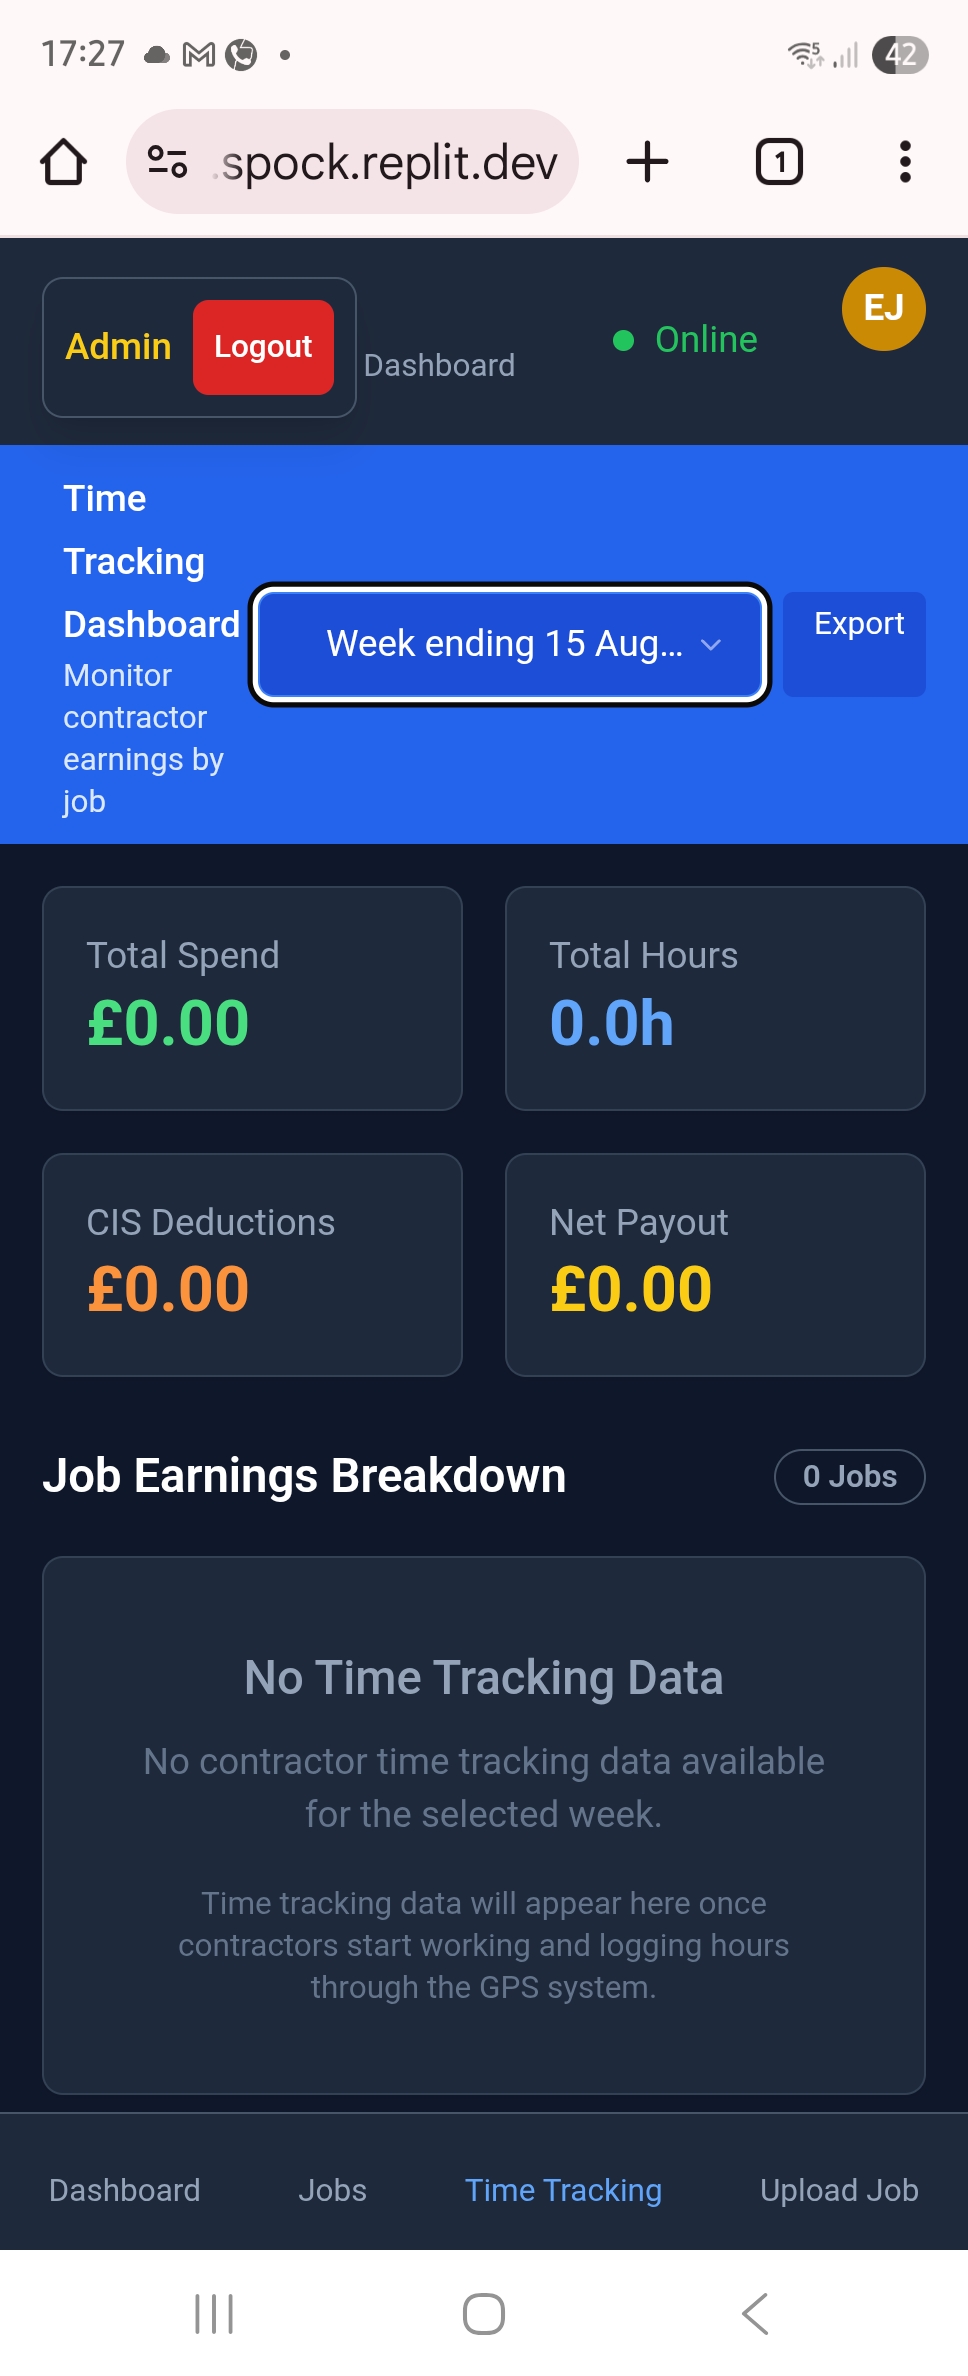 17:27
5
42
.spock.replit.dev
1
Admin
Logout
Dashboard
Online
EJ
Time
Tracking
Dashboard
Monitor
contractor
earnings by
job
Week ending 15 Aug...
Export
Total Spend
£0.00
Total Hours
0.0h
CIS Deductions
£0.00
Net Payout
£0.00
Job Earnings Breakdown
0 Jobs
No Time Tracking Data
No contractor time tracking data available
for the selected week.
Time tracking data will appear here once
contractors start working and logging hours
through the GPS system.
Dashboard
Jobs
Time Tracking
Upload Job